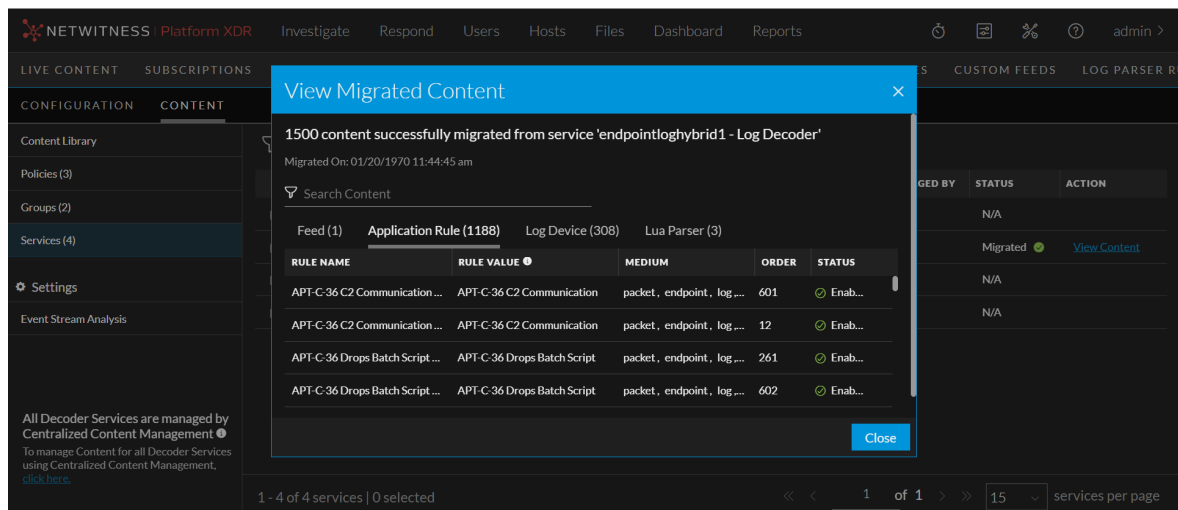 NETWITNESS Platform XDR Investigate Respond Users Hosts Files Dashboard Reports admin >
LIVE CONTENT SUBSCRIPTIONS CUSTOM FEEDS LOG PARSER
CONFIGURATION CONTENT
View Migrated Content
1500 content successfully migrated from service 'endpointloghybrid1 - Log Decoder'
Migrated On: 01/20/1970 11:44:45 am
Search Content
Feed (1) Application Rule (1188) Log Device (308) Lua Parser (3)
RULE NAME RULE VALUE MEDIUM ORDER STATUS
APT-C-36 C2 Communication ... APT-C-36 C2 Communication packet, endpoint, log,... 601 Enab...
APT-C-36 C2 Communication ... APT-C-36 C2 Communication packet, endpoint, log,... 12 Enab...
APT-C-36 Drops Batch Script ... APT-C-36 Drops Batch Script packet, endpoint, log,... 261 Enab...
APT-C-36 Drops Batch Script ... APT-C-36 Drops Batch Script packet, endpoint, log,... 602 Enab...
Close
Content Library
Policies (3)
Groups (2)
Services (4)
Settings
Event Stream Analysis
All Decoder Services are managed by
Centralized Content Management
To manage Content for all Decoder Services
using Centralized Content Management,
click here.
BY STATUS ACTION
N/A
Migrated View Content
N/A
N/A
1 - 4 of 4 services | 0 selected << < 1 of 1 > >> 15 services per page